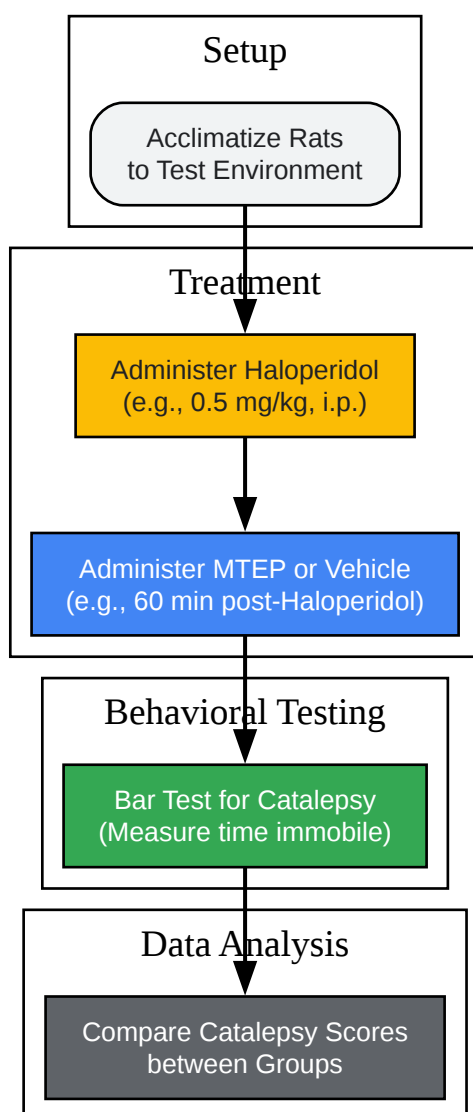 Setup
Acclimatize Rats
to Test Environment
Treatment
Administer Haloperidol
(e.g., 0.5 mg/kg, i.p.)
Administer MTEP or Vehicle
(e.g., 60 min post-Haloperidol)
Behavioral Testing
Bar Test for Catalepsy
(Measure time immobile)
Data Analysis
Compare Catalepsy Scores
between Groups